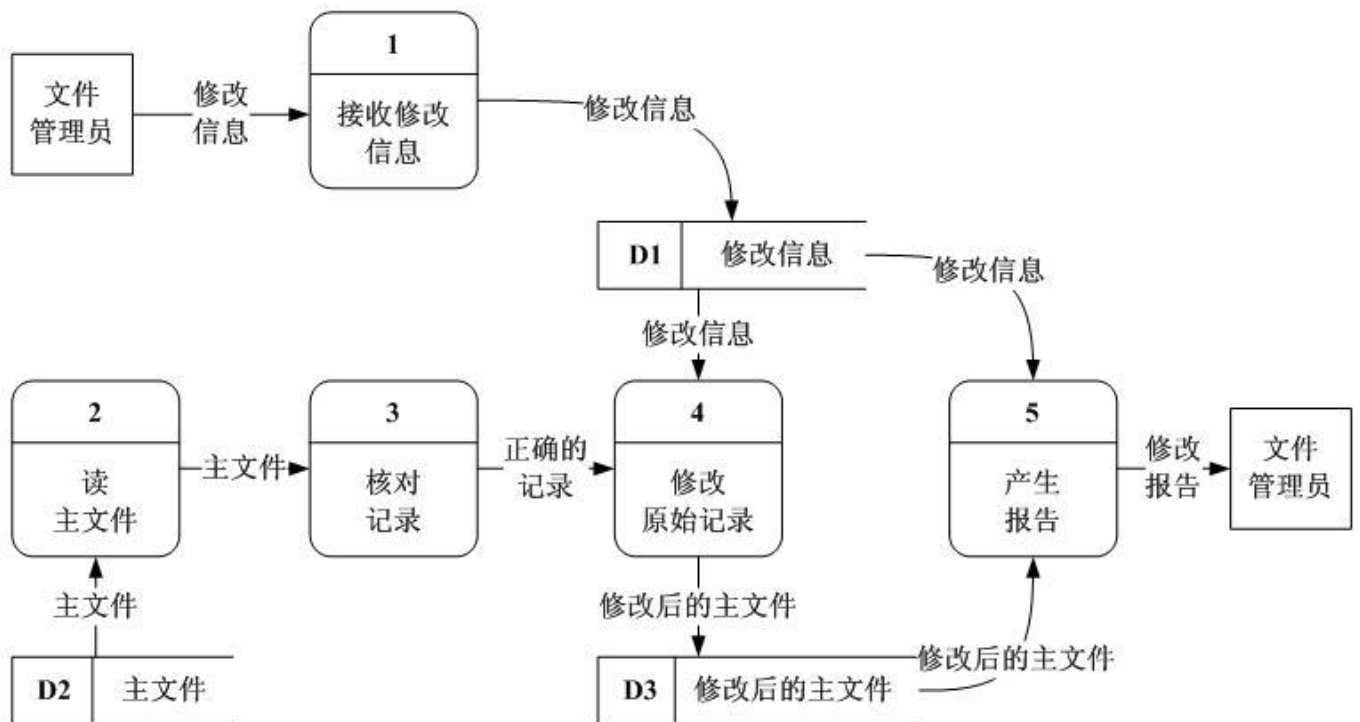 1
文件
管理员
修改
信息
接收修改
信息
修改信息
D1
修改信息
修改信息
修改信息
2
读
主文件
主文件
3
核对
记录
正确的
记录
4
修改
原始记录
5
产生
报告
修改
报告
文件
管理员
主文件
修改后的主文件
修改后的主文件
D2
主文件
D3
修改后的主文件